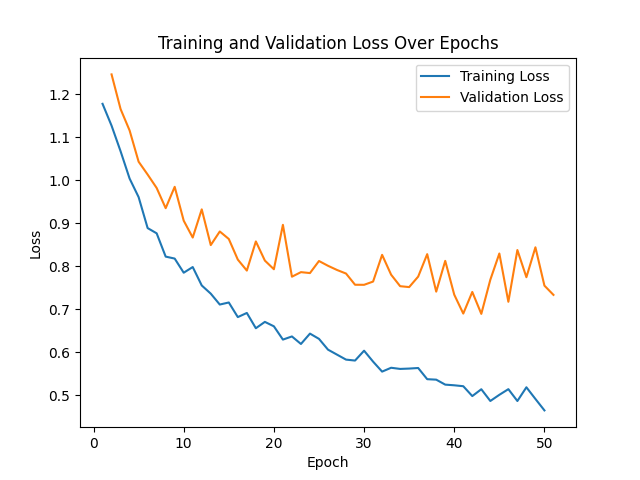 Training and Validation Loss Over Epochs
Training Loss
Validation Loss
1.2
1.1
1.0
0.9
0.8
0.7
0.6
0.5
Loss
0
10
20
30
40
50
Epoch